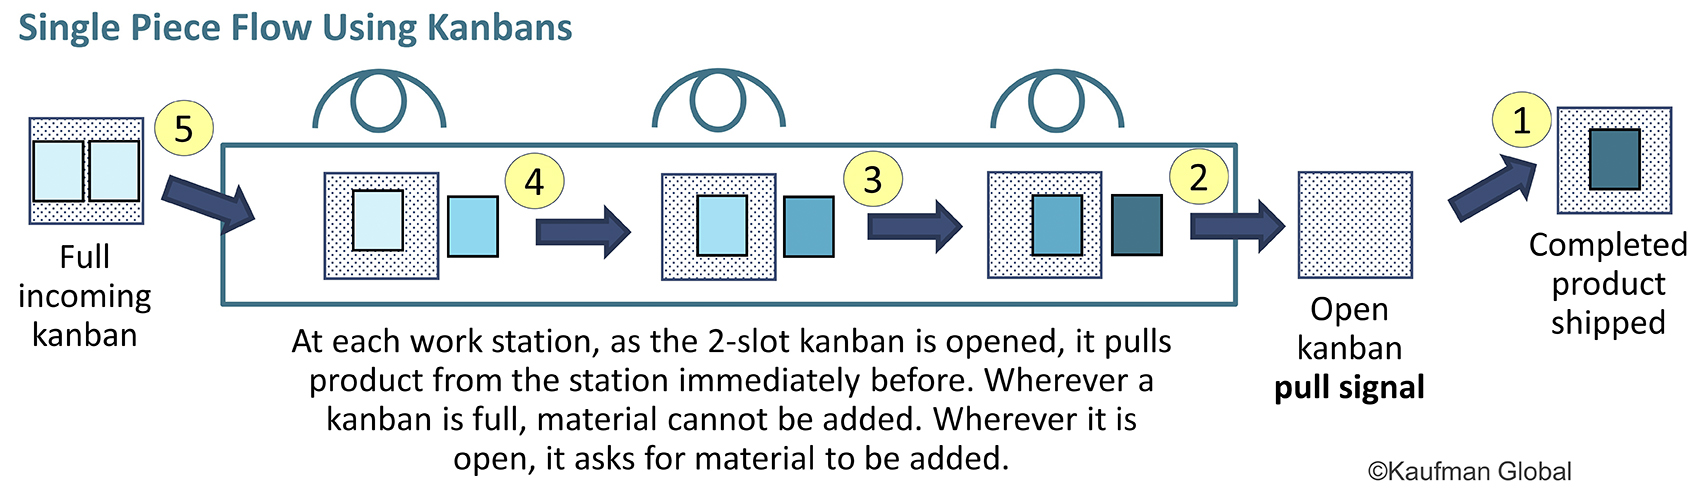 Single Piece Flow Using Kanbans
5
4
3
2
1
Full
incoming
kanban
At each work station, as the 2-slot kanban is opened, it pulls
product from the station immediately before. Wherever a
kanban is full, material cannot be added. Wherever it is
open, it asks for material to be added.
Open
kanban
pull signal
Completed
product
shipped
©Kaufman Global